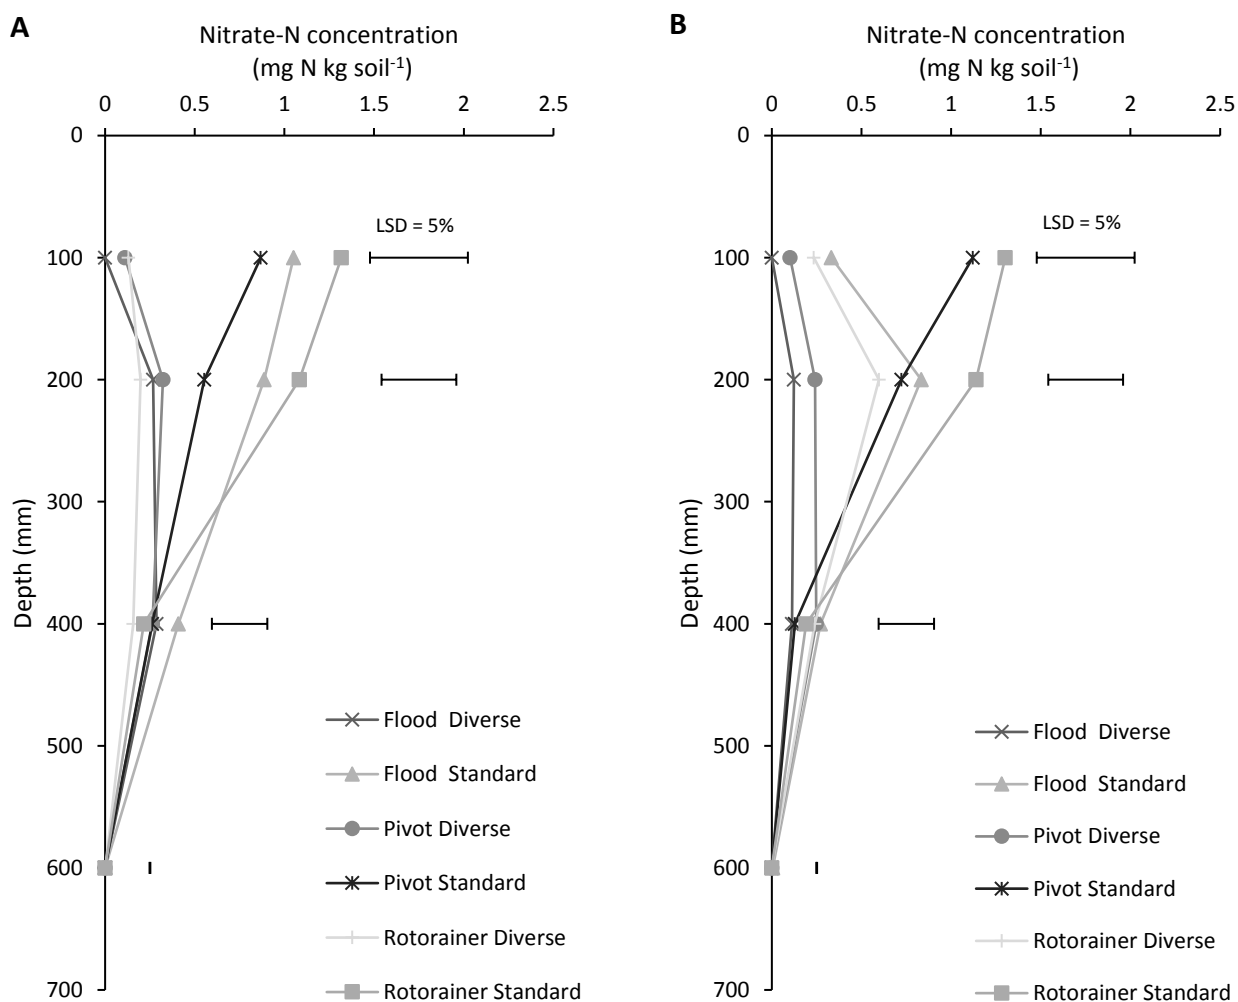 A
Nitrate-N concentration
(mg N kg soil-1)
0 0.5 1 1.5 2 2.5
0
LSD = 5%
100
200
300
Depth (mm)
400
500
600
700
Flood Diverse
Flood Standard
Pivot Diverse
Pivot Standard
Rotorainer Diverse
Rotorainer Standard
B
Nitrate-N concentration
(mg N kg soil-1)
0 0.5 1 1.5 2 2.5
0
LSD = 5%
100
200
300
Depth (mm)
400
500
600
700
Flood Diverse
Flood Standard
Pivot Diverse
Pivot Standard
Rotorainer Diverse
Rotorainer Standard